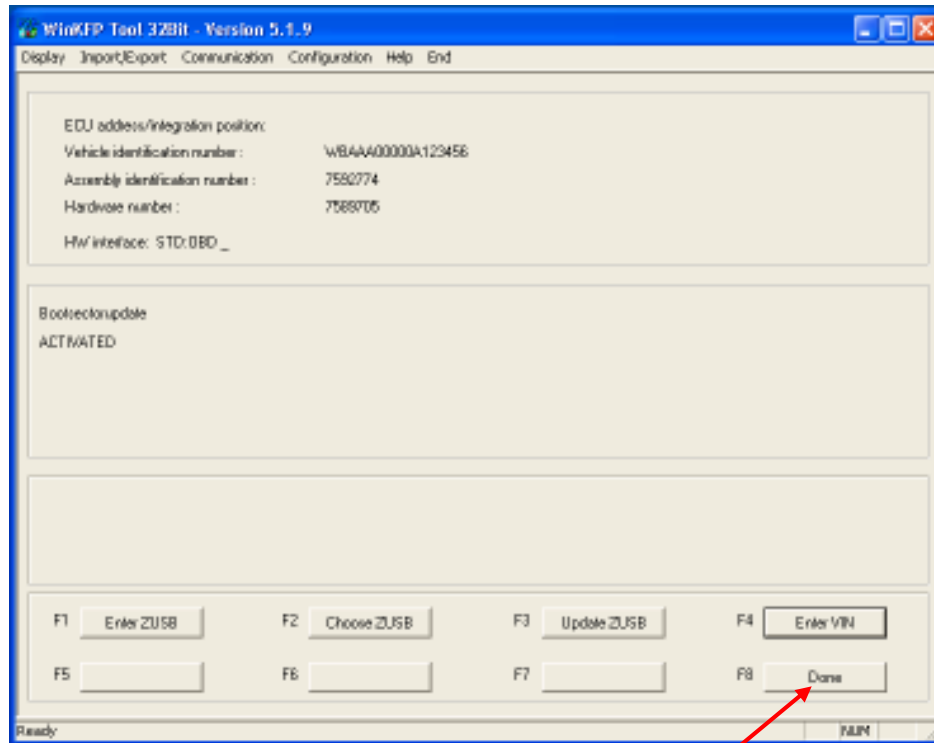 WinKFP Tool 32Bit - Version 5.1.9
Display Import/Export Communication Configuration Help End
ECU address/integration position:
Vehicle identification number : WBAAA00000A123456
Assembly identification number : 7592774
Hardware number : 7589705
HW interface: STD:OBD _
Bootsectorupdate
ACTIVATED
F1 Enter ZUSB F2 Choose ZUSB F3 Update ZUSB F4 Enter VIN
F5 F6 F7 F8 Done
Ready NUM